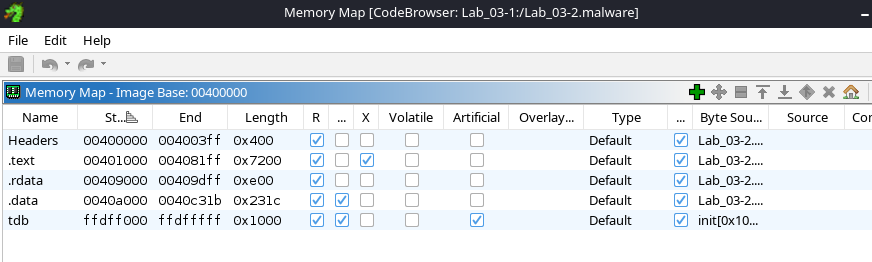 Memory Map [CodeBrowser: Lab_03-1:/Lab_03-2.malware]
File Edit Help
Memory Map - Image Base: 00400000
Name St... End Length R ... X Volatile Artificial Overlay... Type ... Byte Sou... Source Cor
Headers 00400000 004003ff 0x400 Default Lab_03-2....
.text 00401000 004081ff 0x7200 Default Lab_03-2....
.rdata 00409000 00409dff 0xe00 Default Lab_03-2....
.data 0040a000 0040c31b 0x231c Default Lab_03-2....
tdb ffdff000 ffdfffff 0x1000 Default init[0x10...